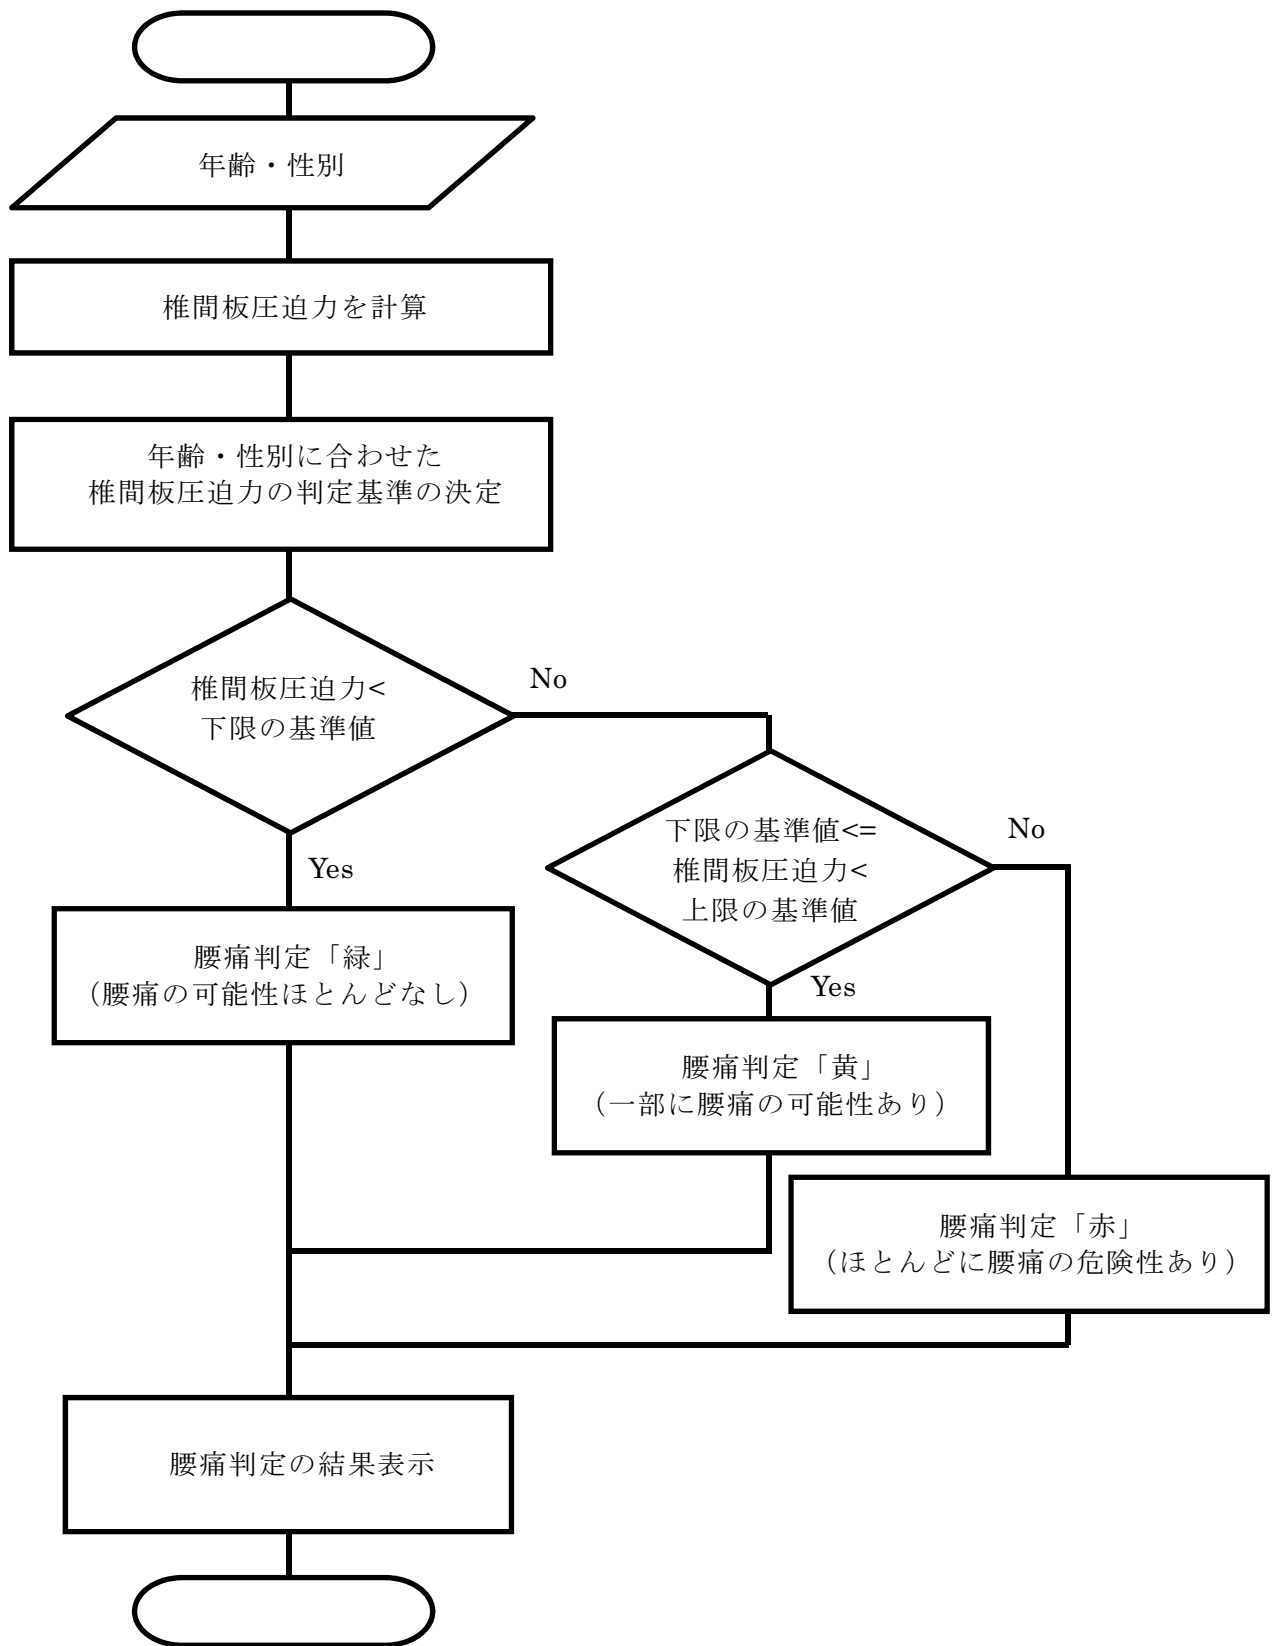 年齢・性別
椎間板圧迫力を計算
年齢・性別に合わせた
椎間板圧迫力の判定基準の決定
椎間板圧迫力<
下限の基準値
No
Yes
下限の基準値<=
椎間板圧迫力<
上限の基準値
No
Yes
腰痛判定「緑」
（腰痛の可能性ほとんどなし）
腰痛判定「黄」
（一部に腰痛の可能性あり）
腰痛判定「赤」
（ほとんどに腰痛の危険性あり）
腰痛判定の結果表示